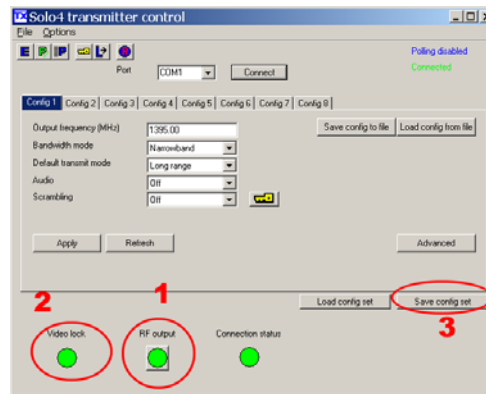 Solo4 transmitter control
File Options
E P IP
Polling disabled
Port COM1 Connect Connected
Config 1 Config 2 Config 3 Config 4 Config 5 Config 6 Config 7 Config 8
Output frequency (MHz) 1395.00 Save config to file Load config from file
Bandwidth mode Narrowband
Default transmit mode Long range
Audio Off
Scrambling Off
Apply Refresh Advanced
Load config set Save config set
2 1 3
Video lock RF output Connection status